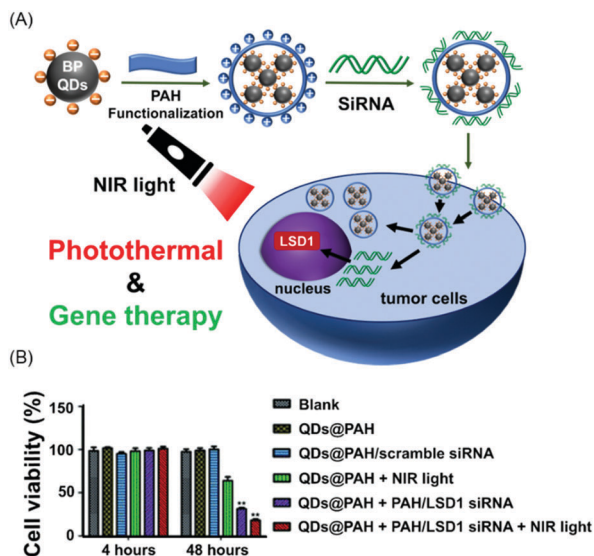 (A)
BP
QDs
PAH
Functionalization
SiRNA
NIR light
LSD1
nucleus
tumor cells
Photothermal
&
Gene therapy
(B)
Cell viability (%)
150
100
50
0
4 hours
48 hours
**
**
Blank
QDs@PAH
QDs@PAH/scramble siRNA
QDs@PAH + NIR light
QDs@PAH + PAH/LSD1 siRNA
QDs@PAH + PAH/LSD1 siRNA + NIR light